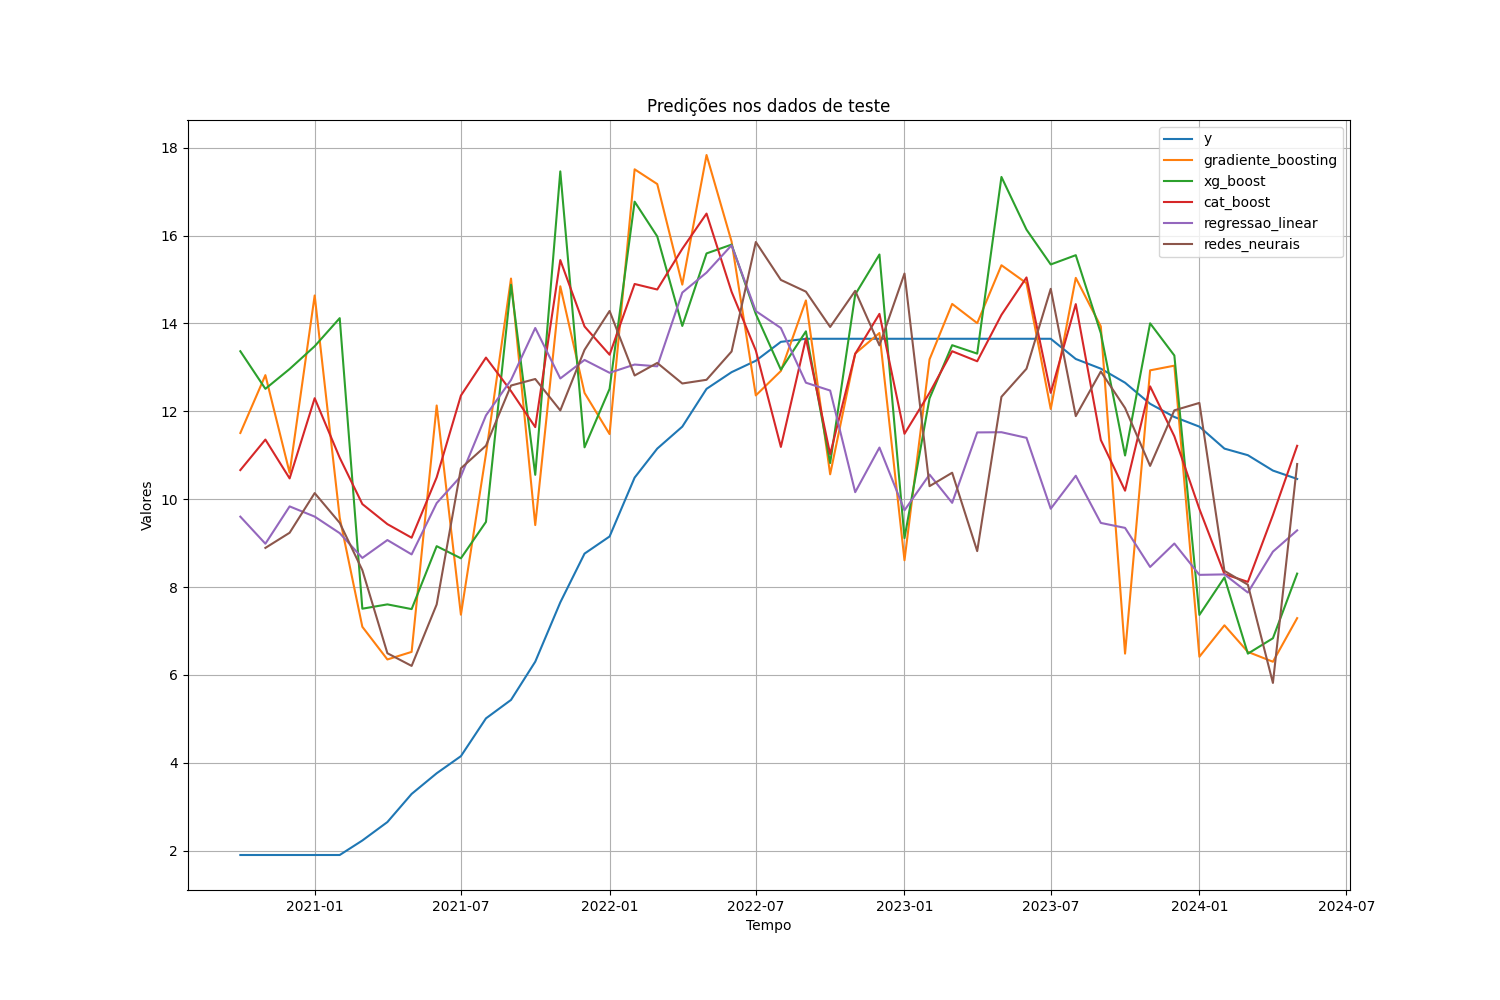 Predições nos dados de teste
y
gradiente_boosting
xg_boost
cat_boost
regressao_linear
redes_neurais
Valores
18
16
14
12
10
8
6
4
2
2021-01
2021-07
2022-01
2022-07
2023-01
2023-07
2024-01
2024-07
Tempo